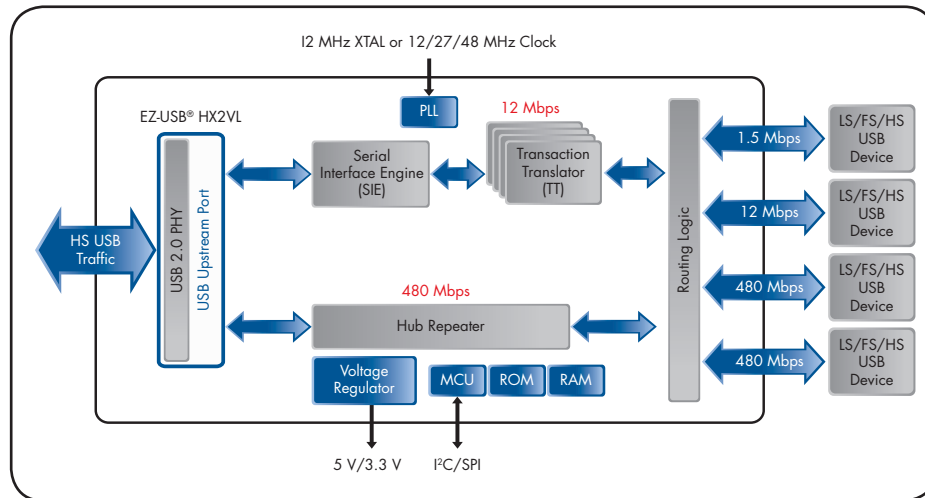 I2 MHz XTAL or 12/27/48 MHz Clock
EZ-USB® HX2VL
PLL
12 Mbps
Serial
Interface Engine
(SIE)
Transaction
Translator
(TT)
HS USB
Traffic
USB 2.0 PHY
USB Upstream Port
480 Mbps
Hub Repeater
Voltage
Regulator
MCU
ROM
RAM
5 V/3.3 V
I²C/SPI
Routing Logic
1.5 Mbps
LS/FS/HS
USB
Device
12 Mbps
LS/FS/HS
USB
Device
480 Mbps
LS/FS/HS
USB
Device
480 Mbps
LS/FS/HS
USB
Device